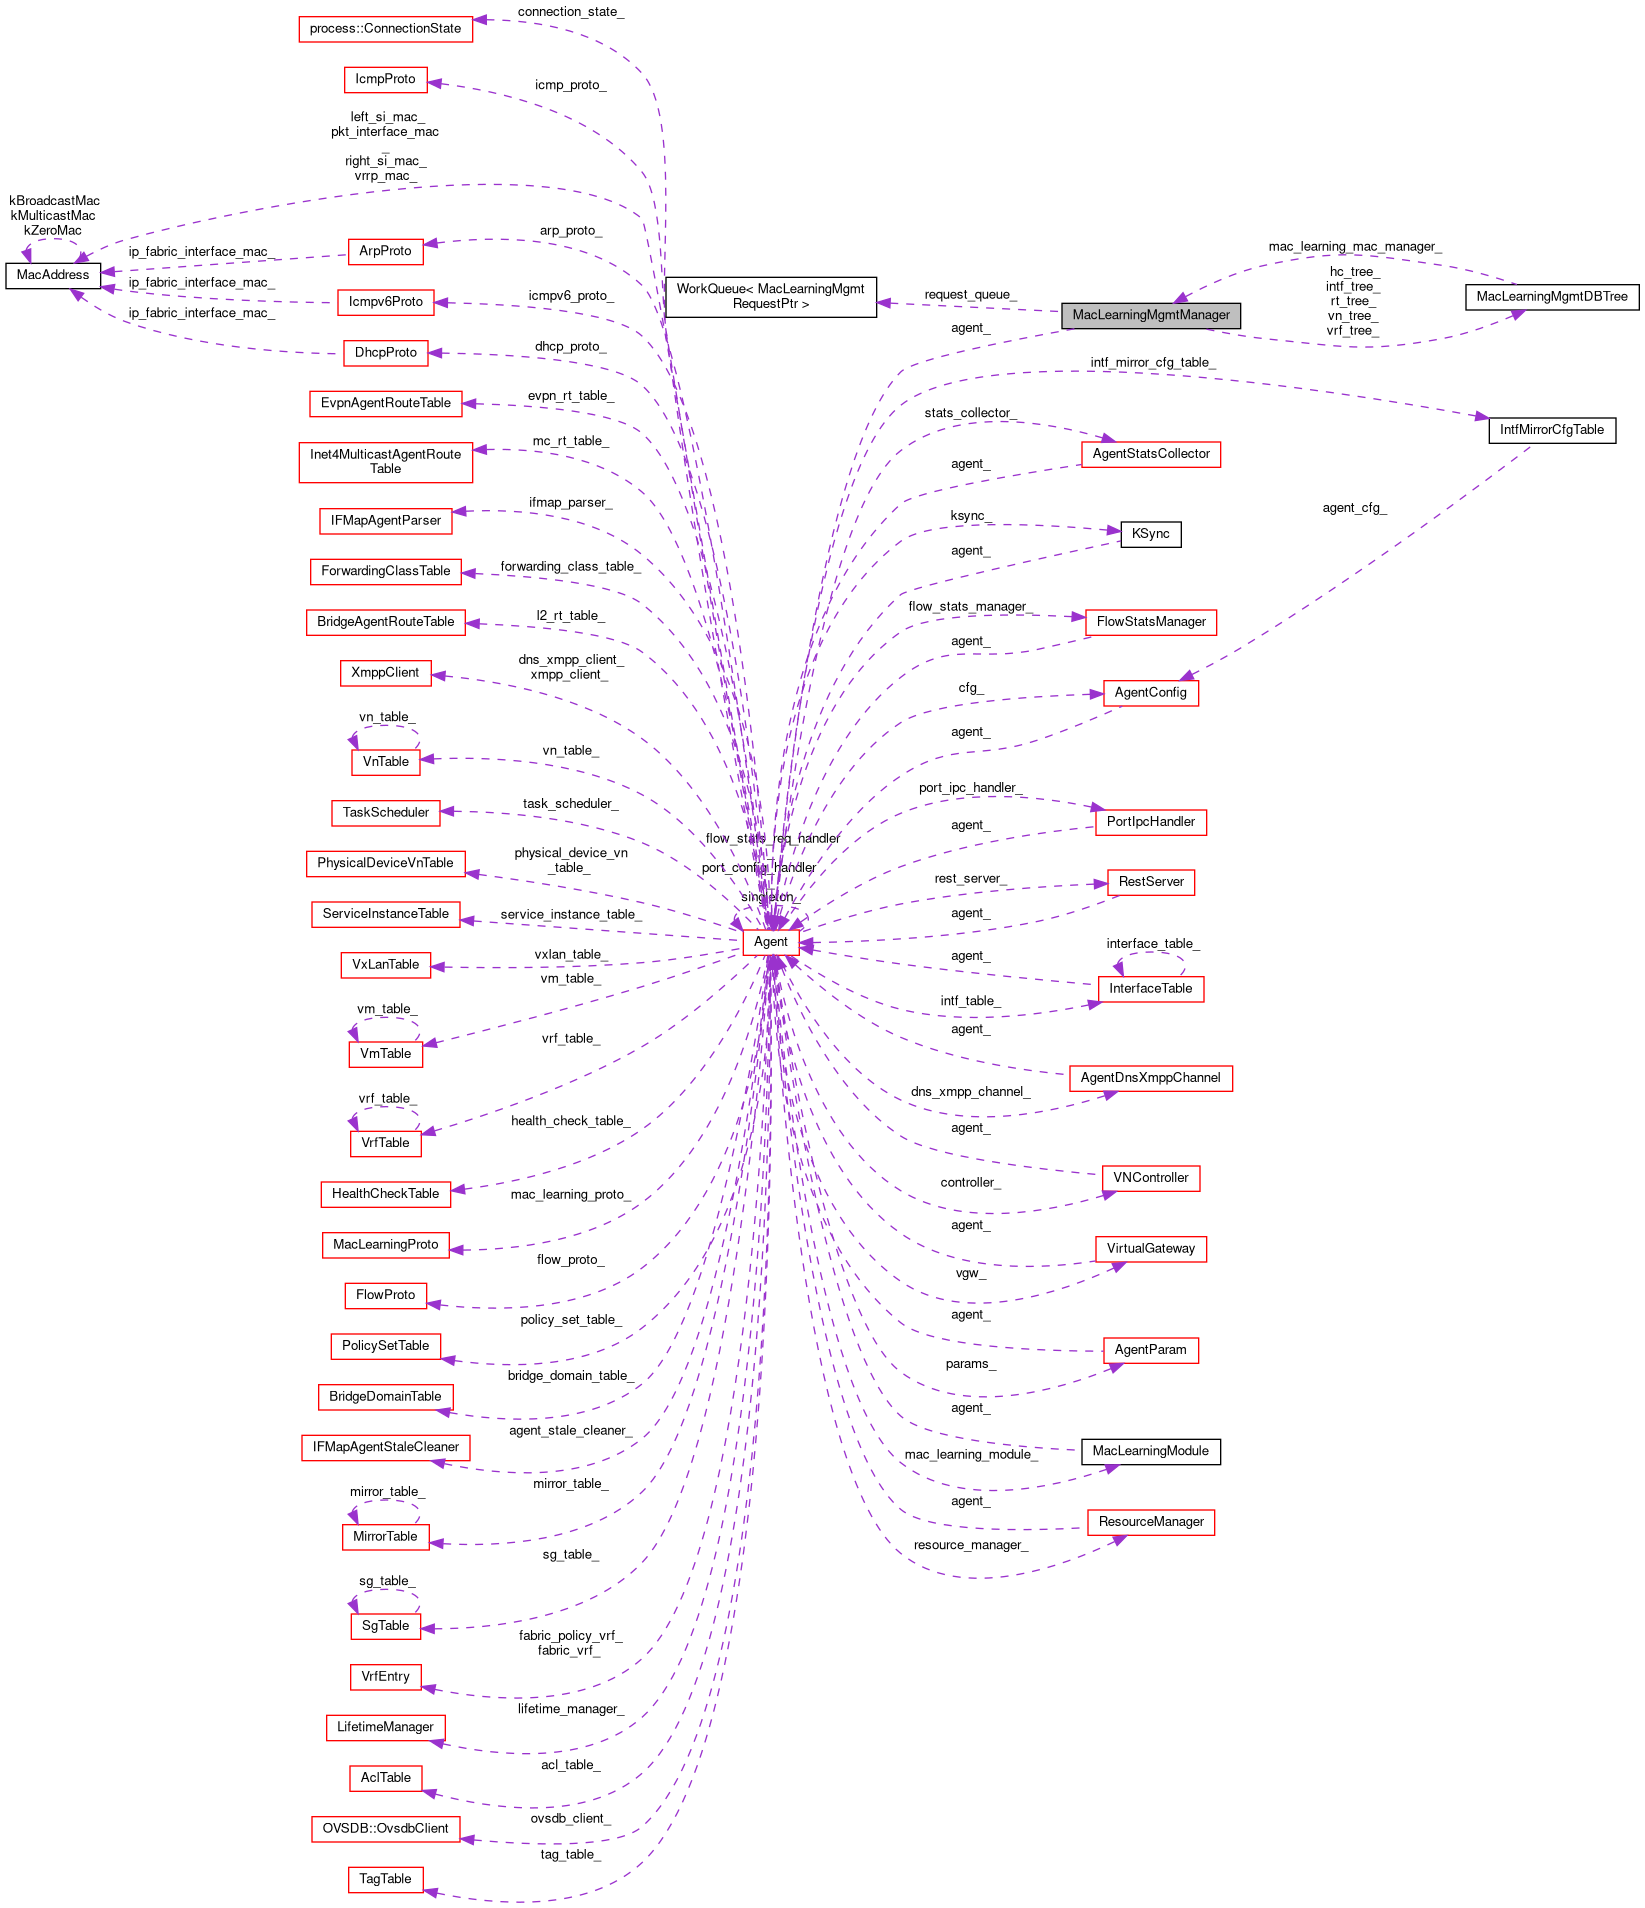 connection_state_
process::ConnectionState
IcmpProto
icmp_proto_
left_si_mac_
pkt_interface_mac
_
right_si_mac_
vrrp_mac_
kBroadcastMac
kMulticastMac
kZeroMac
MacAddress
ip_fabric_interface_mac_
ip_fabric_interface_mac_
ip_fabric_interface_mac_
ArpProto
arp_proto_
Icmpv6Proto
icmpv6_proto_
DhcpProto
dhcp_proto_
EvpnAgentRouteTable
evpn_rt_table_
Inet4MulticastAgentRoute
Table
mc_rt_table_
IFMapAgentParser
ifmap_parser_
ForwardingClassTable
forwarding_class_table_
BridgeAgentRouteTable
l2_rt_table_
XmppClient
dns_xmpp_client_
xmpp_client_
vn_table_
VnTable
vn_table_
TaskScheduler
task_scheduler_
PhysicalDeviceVnTable
physical_device_vn
_table_
ServiceInstanceTable
service_instance_table_
VxLanTable
vxlan_table_
vm_table_
vm_table_
VmTable
vrf_table_
vrf_table_
VrfTable
HealthCheckTable
health_check_table_
MacLearningProto
mac_learning_proto_
FlowProto
flow_proto_
PolicySetTable
policy_set_table_
BridgeDomainTable
bridge_domain_table_
IFMapAgentStaleCleaner
agent_stale_cleaner_
mirror_table_
mirror_table_
MirrorTable
sg_table_
sg_table_
SgTable
VrfEntry
fabric_policy_vrf_
fabric_vrf_
LifetimeManager
lifetime_manager_
AclTable
acl_table_
OVSDB::OvsdbClient
ovsdb_client_
TagTable
tag_table_
WorkQueue< MacLearningMgmt
RequestPtr >
request_queue_
MacLearningMgmtManager
mac_learning_mac_manager_
hc_tree_
intf_tree_
rt_tree_
vn_tree_
vrf_tree_
MacLearningMgmtDBTree
agent_
intf_mirror_cfg_table_
IntfMirrorCfgTable
agent_cfg_
stats_collector_
AgentStatsCollector
agent_
ksync_
KSync
agent_
flow_stats_manager_
FlowStatsManager
agent_
cfg_
AgentConfig
agent_
port_ipc_handler_
PortIpcHandler
agent_
flow_stats_req_handler
_
port_config_handler
_
singleton_
Agent
rest_server_
RestServer
agent_
agent_
interface_table_
InterfaceTable
intf_table_
agent_
AgentDnsXmppChannel
dns_xmpp_channel_
agent_
VNController
controller_
agent_
VirtualGateway
vgw_
agent_
AgentParam
params_
agent_
MacLearningModule
mac_learning_module_
agent_
ResourceManager
resource_manager_